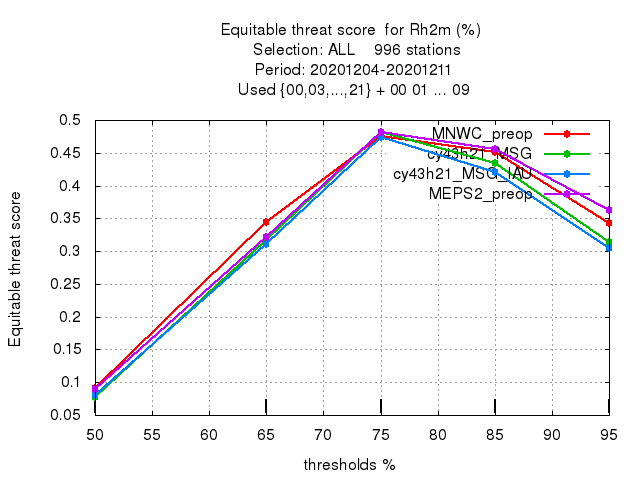 Equitable threat score  for Rh2m (%)
Selection: ALL    996 stations
Period: 20201204-20201211
Used {00,03,...,21} + 00 01 ... 09
Equitable threat score
0.5
0.45
0.4
0.35
0.3
0.25
0.2
0.15
0.1
0.05
MNWC_preop
cy43h21_MSG
cy43h21_MSG_IAU
MEPS2_preop
50 55 60 65 70 75 80 85 90 95
thresholds %